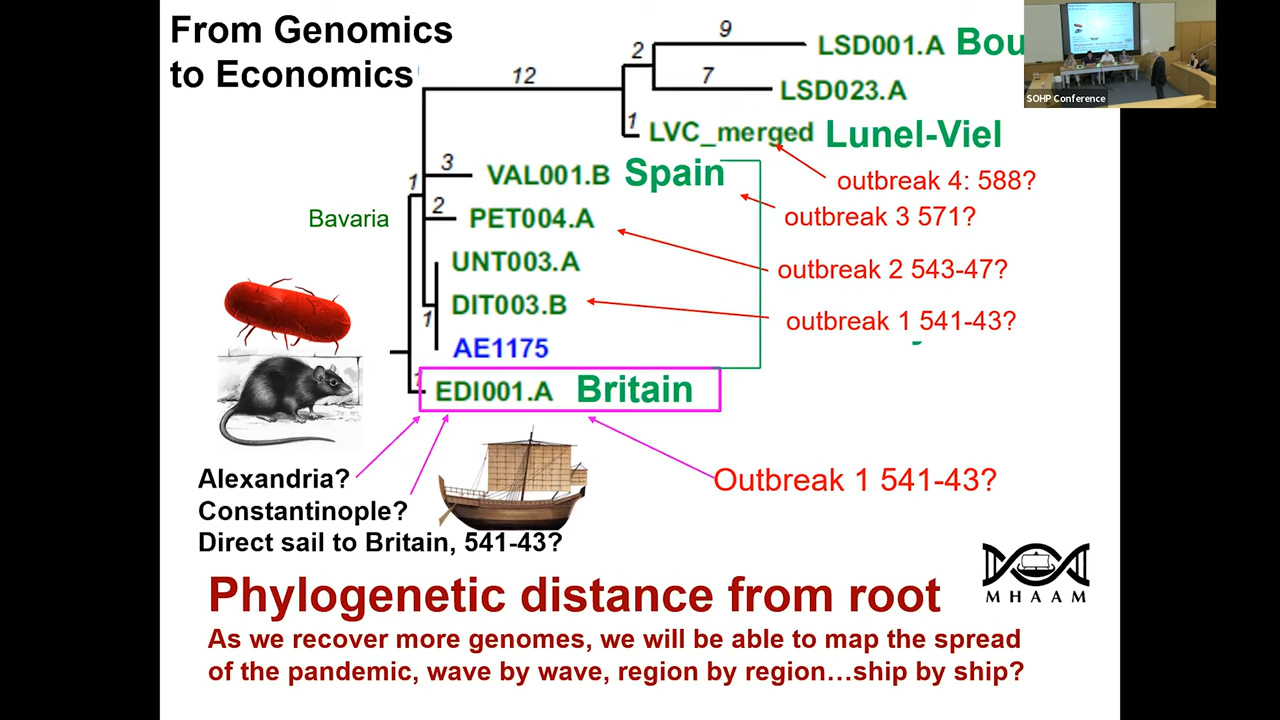 From Genomics
to Economics
9
2
LSD001.A Bou
SOHP Conference
12
7
LSD023.A
1
LVC_merged Lunel-Viel
3
VAL001.B Spain
outbreak 4: 588?
1
2
Bavaria
PET004.A
outbreak 3 571?
UNT003.A
outbreak 2 543-47?
DIT003.B
1
outbreak 1 541-43?
AE1175
1
EDI001.A Britain
Alexandria?
Outbreak 1 541-43?
Constantinople?
Direct sail to Britain, 541-43?
Phylogenetic distance from root
MHAAM
As we recover more genomes, we will be able to map the spread
of the pandemic, wave by wave, region by region…ship by ship?